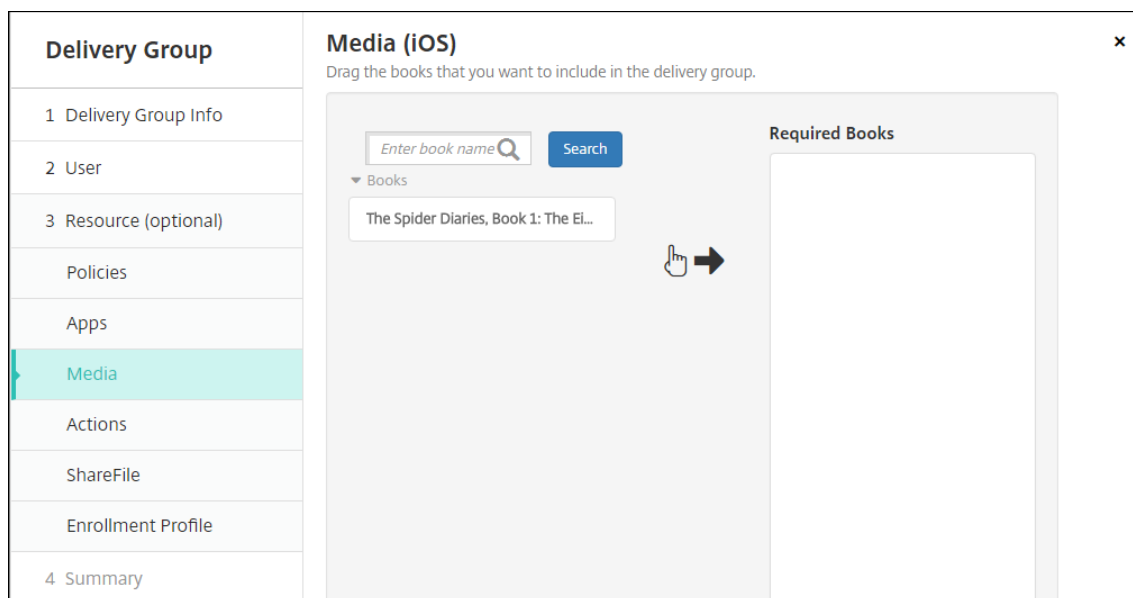 Delivery Group
1 Delivery Group Info
2 User
3 Resource (optional)
Policies
Apps
Media
Actions
ShareFile
Enrollment Profile
4 Summary
Media (iOS)
Drag the books that you want to include in the delivery group.
Enter book name
Search
Books
The Spider Diaries, Book 1: The Ei...
Required Books